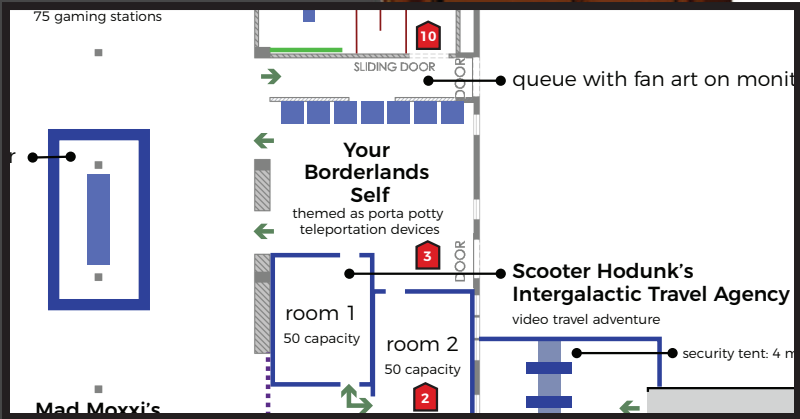 75 gaming stations
10
SLIDING DOOR
DOOR
queue with fan art on monit
r
Your
Borderlands
Self
themed as porta potty
teleportation devices
3
DOOR
Scooter Hodunk's
Intergalactic Travel Agency
video travel adventure
room 1
50 capacity
room 2
50 capacity
security tent: 4 m
2
Mad Moxxi's